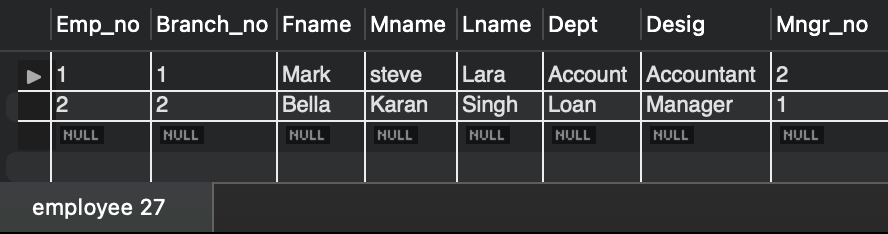 Emp_no Branch_no Fname Mname Lname Dept Desig Mngr_no
1 1 Mark steve Lara Account Accountant 2
2 2 Bella Karan Singh Loan Manager 1
NULL NULL NULL NULL NULL NULL NULL NULL
employee 27